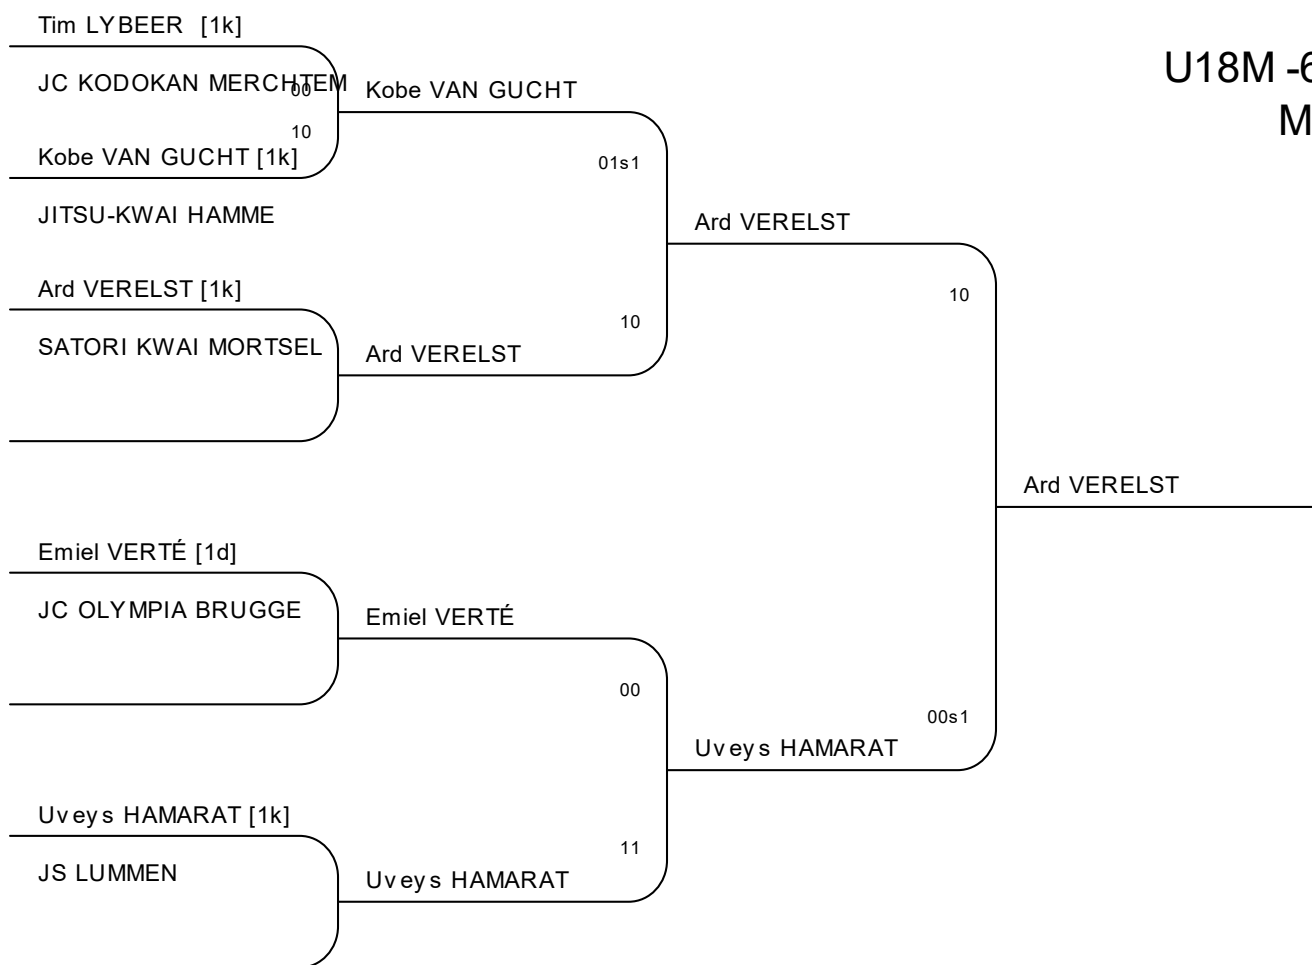 Tim LYBEER [1k]
JC KODOKAN MERCHTEM
00
10
Kobe VAN GUCHT [1k]
JITSU-KWAI HAMME
Ard VERELST [1k]
SATORI KWAI MORTSEL
Emiel VERTÉ [1d]
JC OLYMPIA BRUGGE
Uveys HAMARAT [1k]
JS LUMMEN
Kobe VAN GUCHT
01s1
10
Ard VERELST
Emiel VERTÉ
00
11
Uveys HAMARAT
Ard VERELST
10
00s1
Uveys HAMARAT
Ard VERELST
U18M -6
M